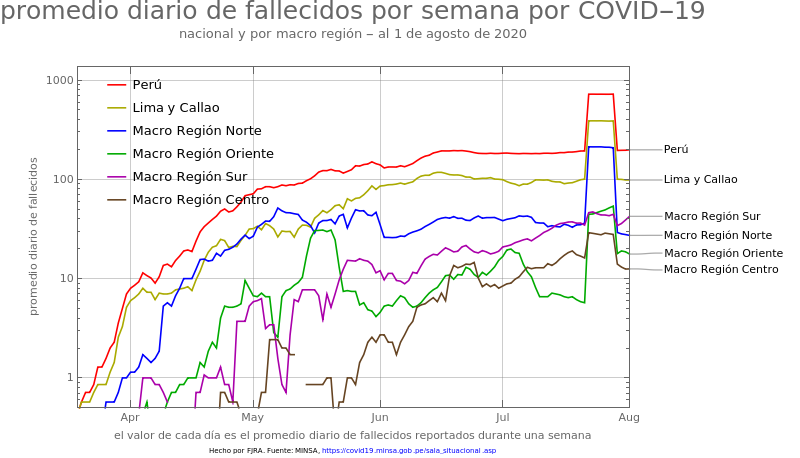 promedio diario de fallecidos por semana por COVID−19
nacional y por macro región − al 1 de agosto de 2020
promedio diario de fallecidos
1000
100
10
1
Perú
Lima y Callao
Macro Región Norte
Macro Región Oriente
Macro Región Sur
Macro Región Centro
Perú
Lima y Callao
Macro Región Sur
Macro Región Norte
Macro Región Oriente
Macro Región Centro
Apr May Jun Jul Aug
el valor de cada día es el promedio diario de fallecidos reportados durante una semana
Hecho por FJRA. Fuente: MINSA, https://covid19.minsa.gob.pe/sala_situacional.asp